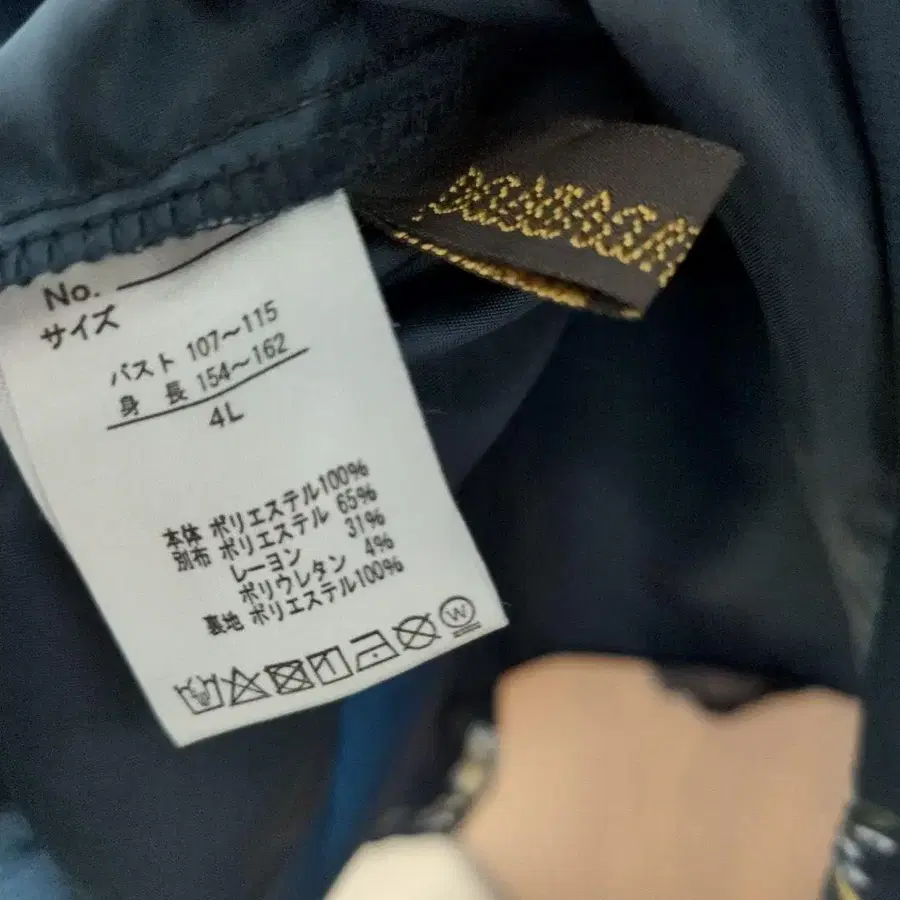 No.
サイズ
バスト 107〜115
身 長 154〜162
4L
本体 ポリエステル100%
別布 ポリエステル 65%
レーヨン 31%
ポリウレタン 4%
裏地 ポリエステル100%
W